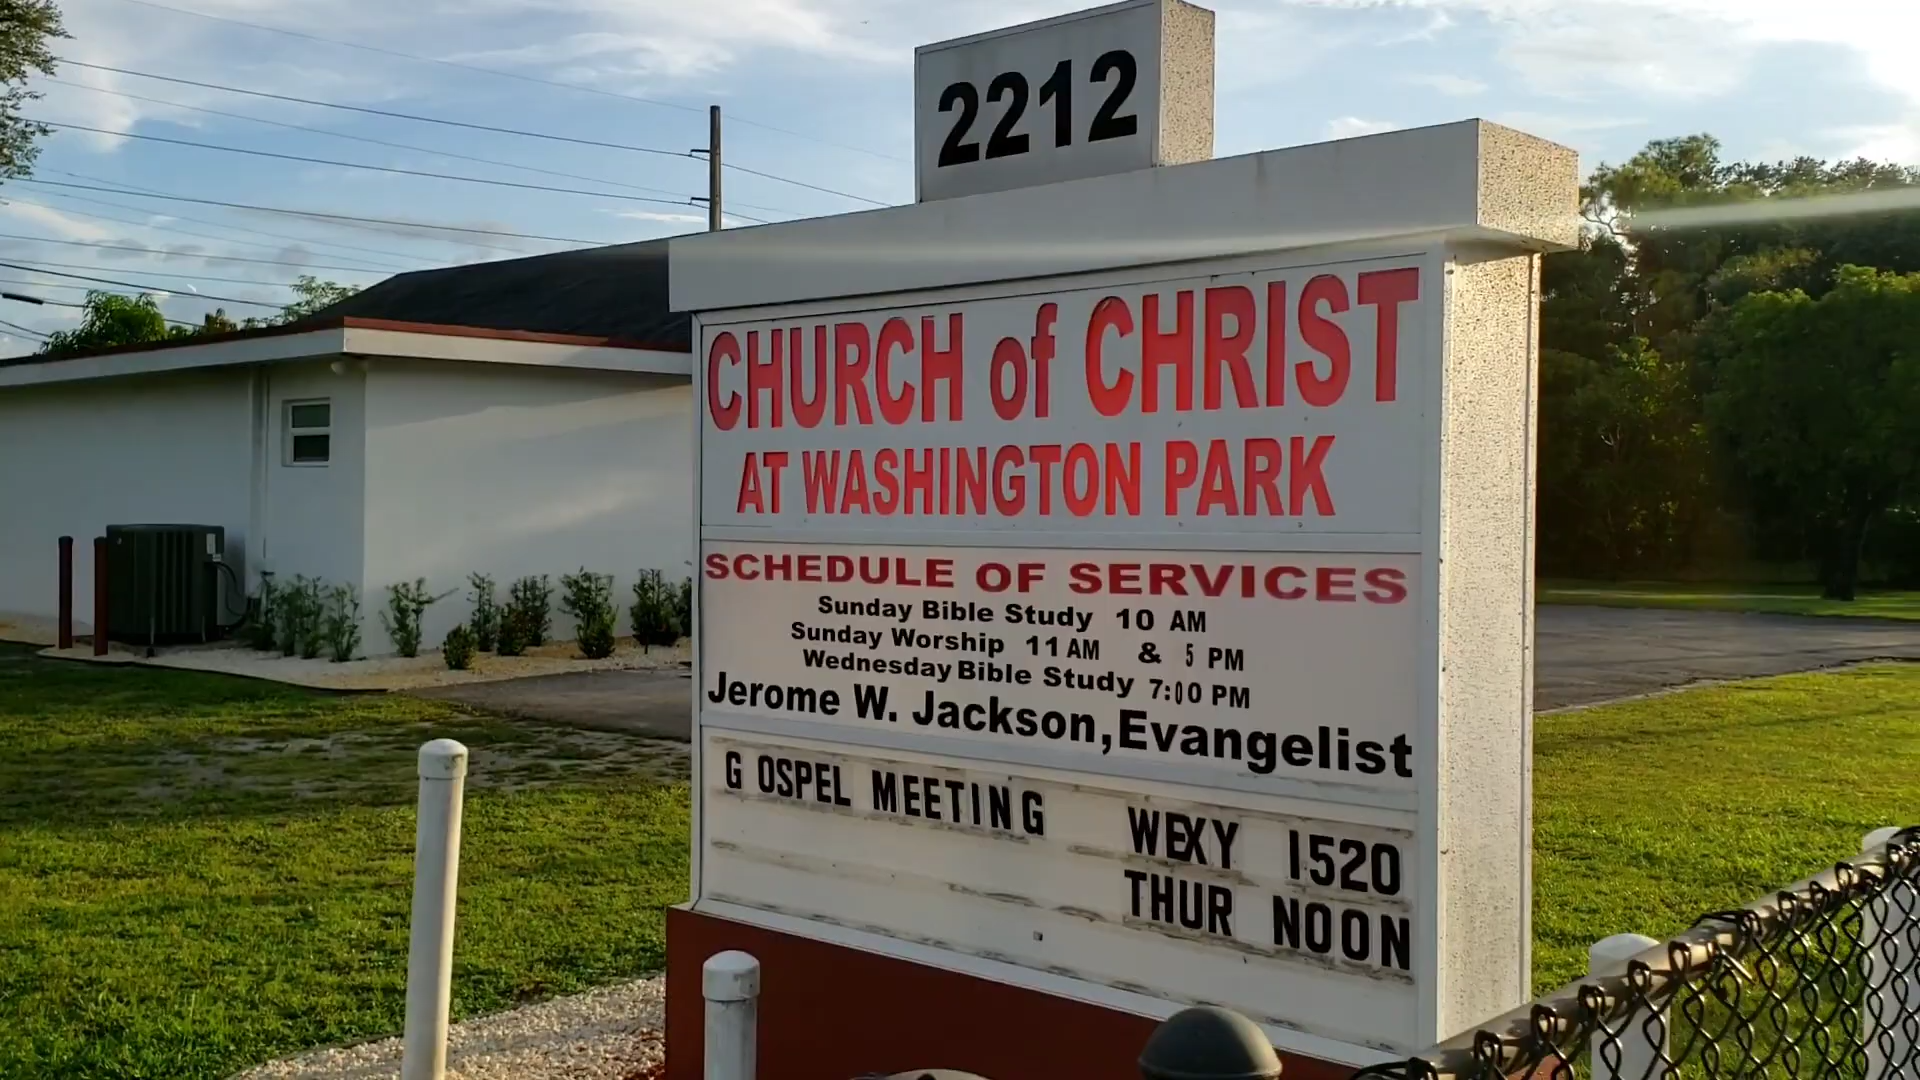 2212
CHURCH of CHRIST
AT WASHINGTON PARK
SCHEDULE OF SERVICES
Sunday Bible Study 10 AM
Sunday Worship 11 AM & 5 PM
Wednesday Bible Study 7:00 PM
Jerome W. Jackson, Evangelist
G OSPEL MEETING WEXY 1520
THUR NOON